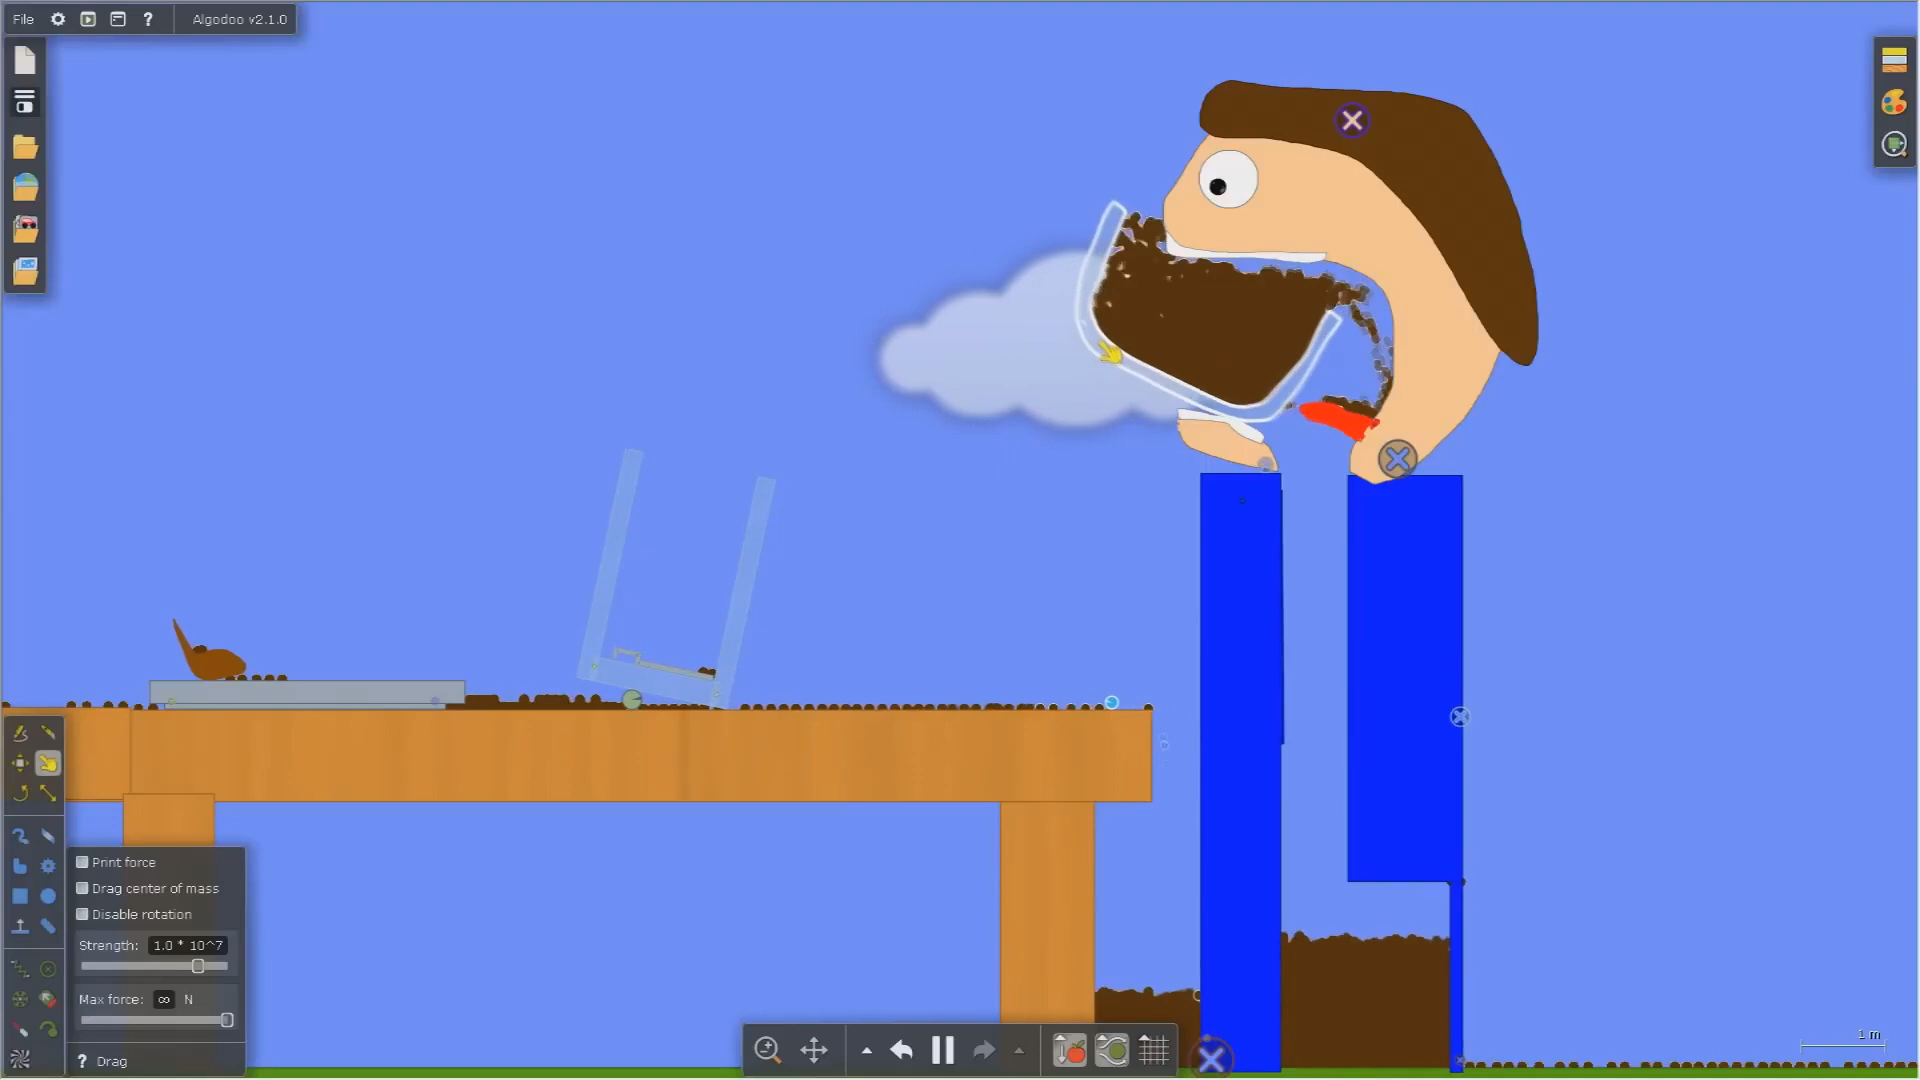 File ? Algodoo v2.1.0
Print force
Drag center of mass
Disable rotation
Strength: 1.0 * 10^7
Max force: ∞ N
? Drag
1 m